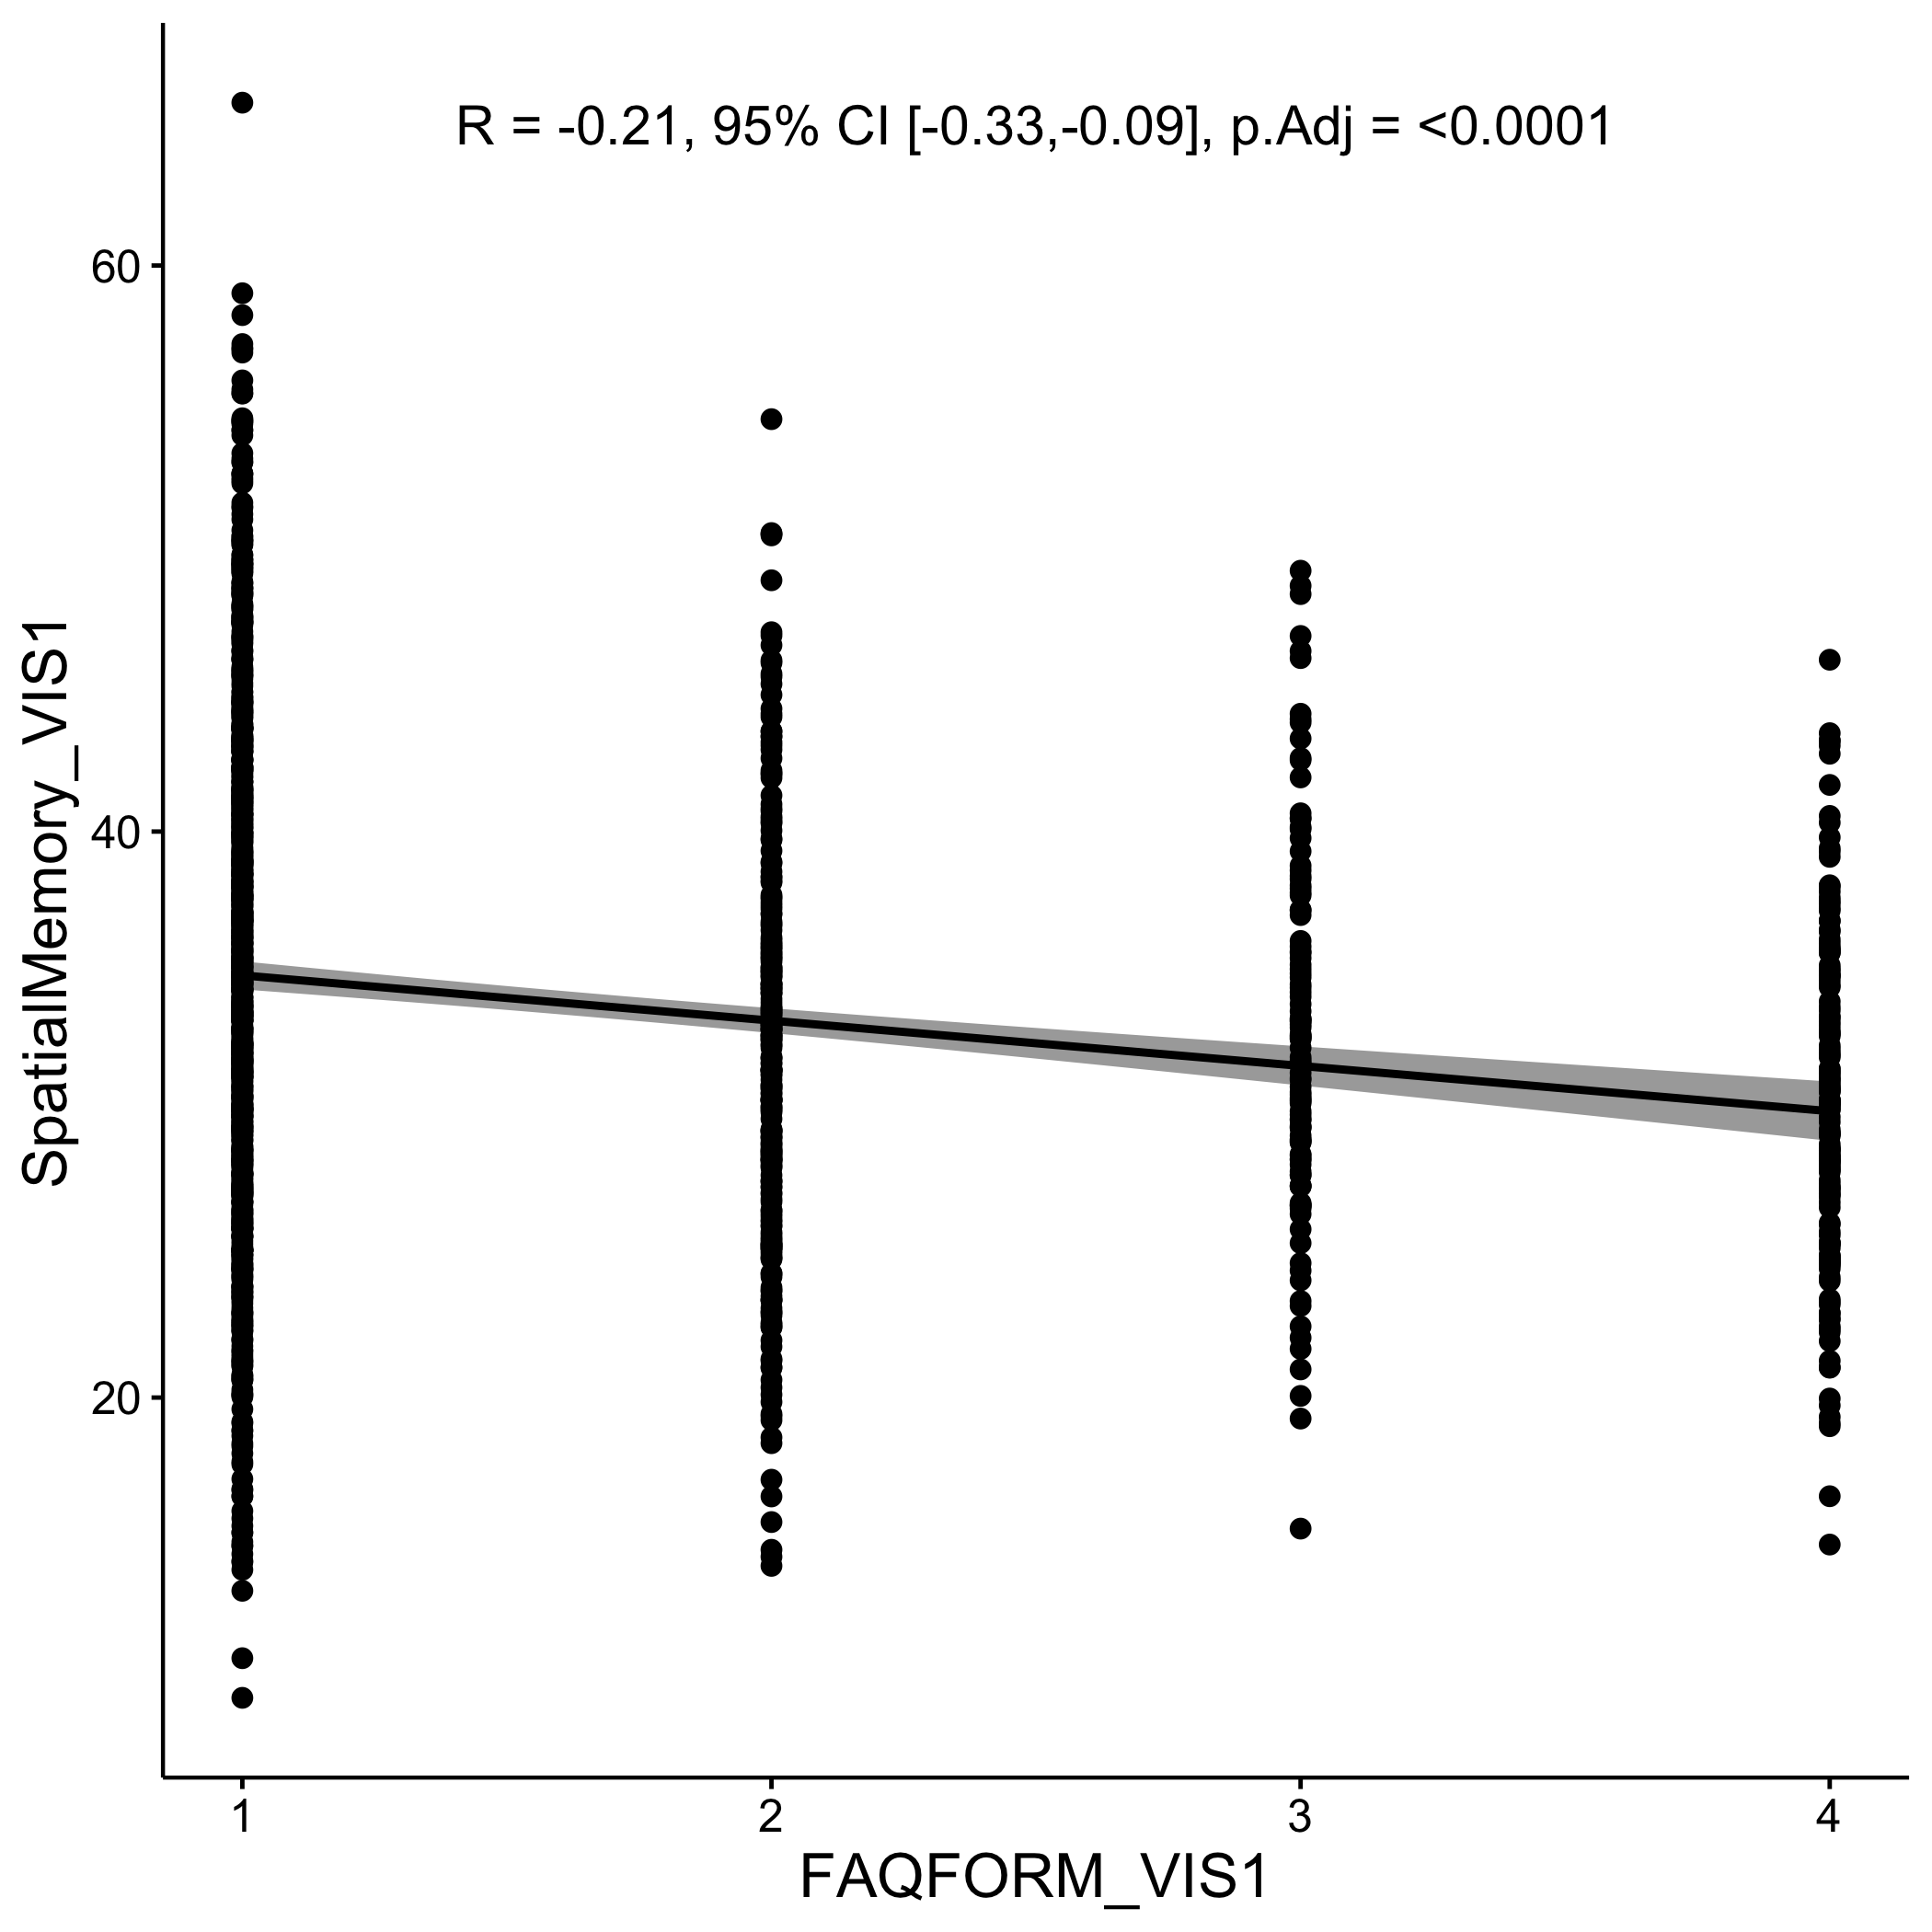 R = -0.21, 95% CI [-0.33,-0.09], p.Adj = <0.0001
60
40
20
SpatialMemory_VIS1
1 2 3 4
FAQFORM_VIS1